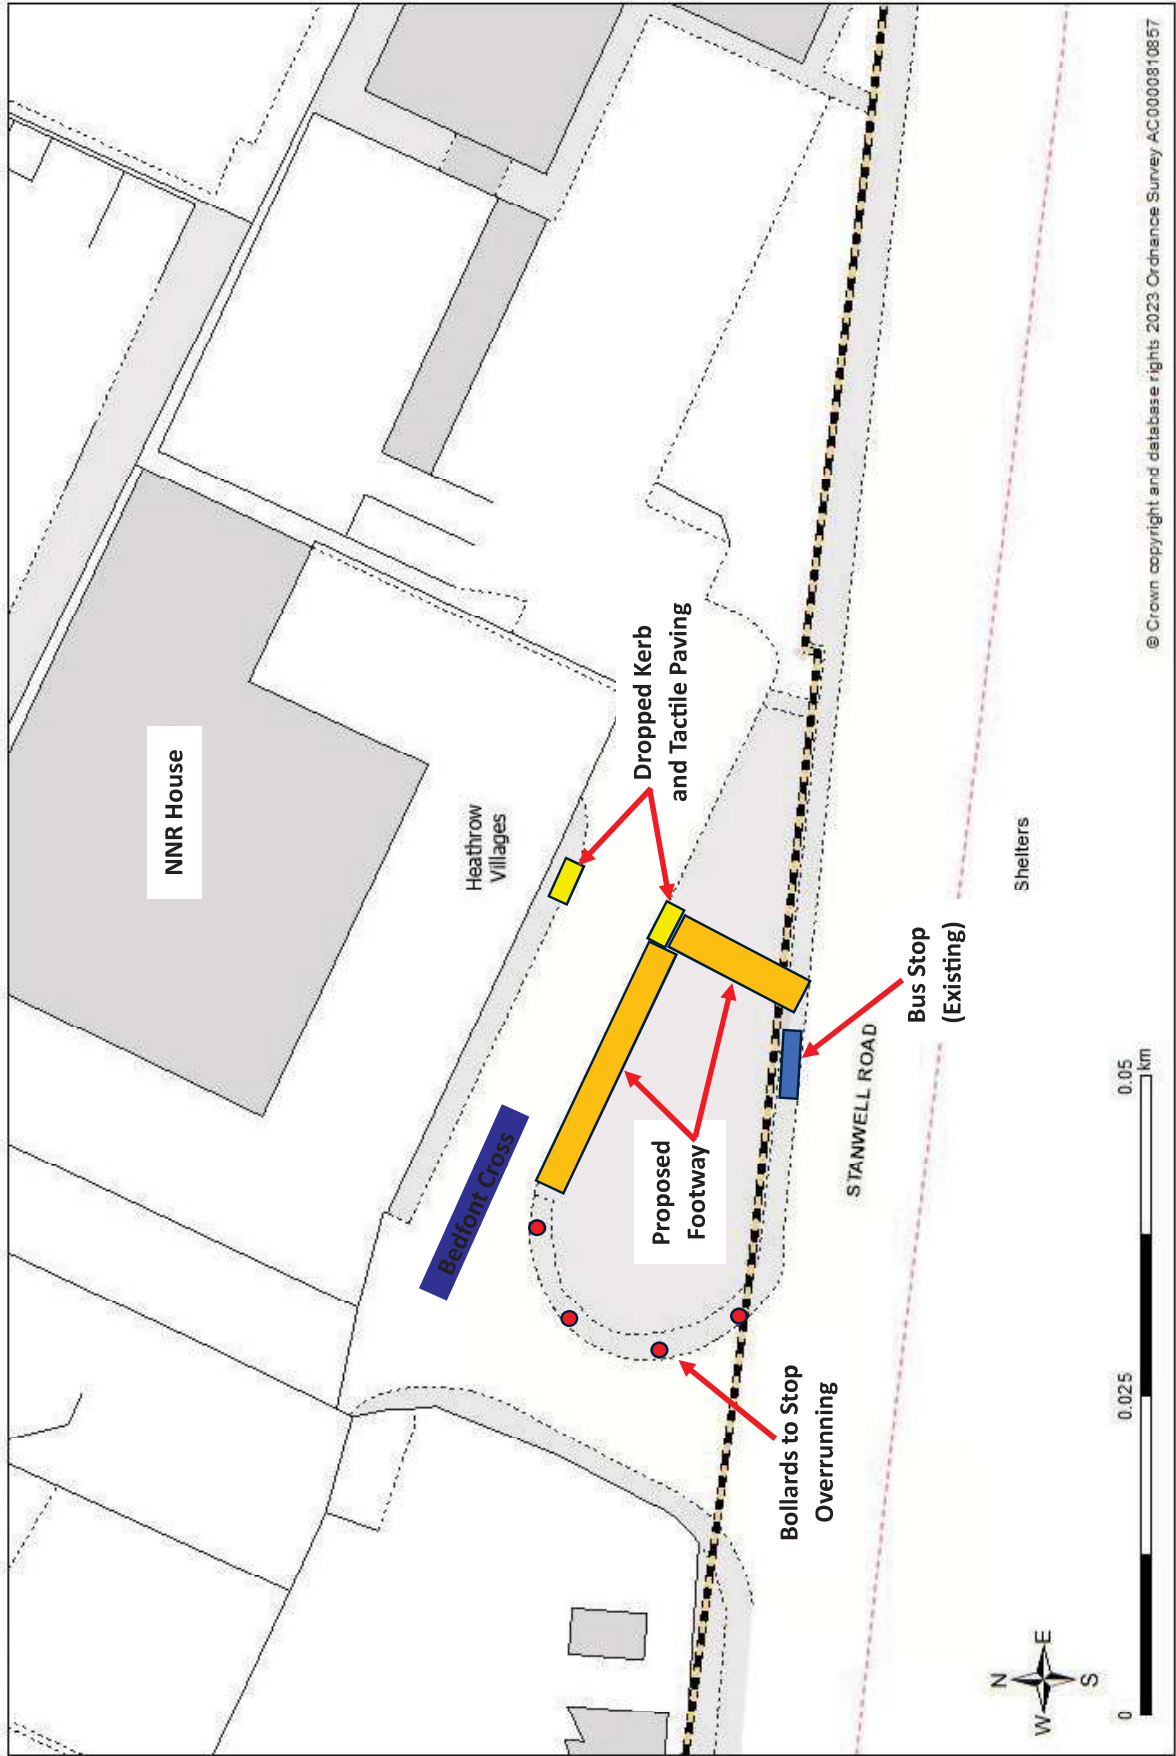 NNR House
Heathrow
Villages
Dropped Kerb
and Tactile Paving
Bedfont Cross
Proposed
Footway
Bus Stop
(Existing)
STANWELL ROAD
Shelters
Bollards to Stop
Overrunning
N
W
E
S
0
0.025
0.05
km
© Crown copyright and database rights 2023 Ordnance Survey AC0000810857